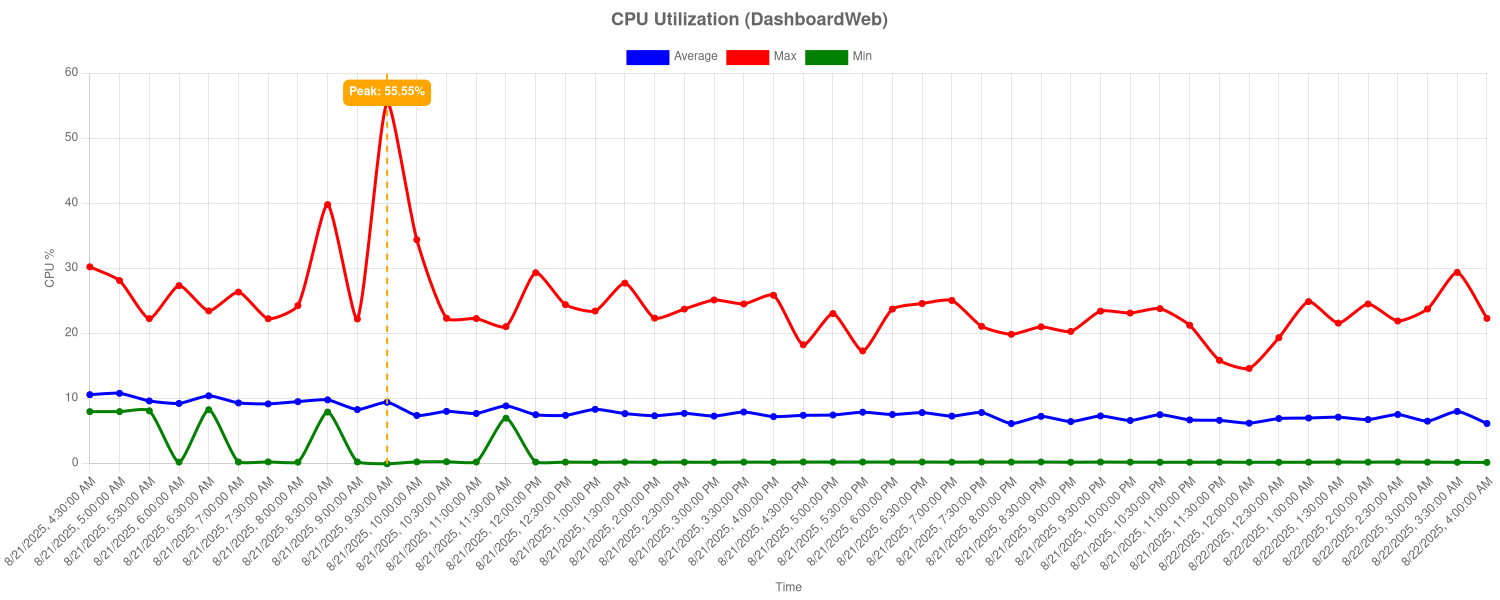 CPU Utilization (DashboardWeb)
Average Max Min
Peak: 55.55%
60
50
40
30
20
10
0
CPU %
8/21/2025, 4:30:00 AM
8/21/2025, 5:00:00 AM
8/21/2025, 5:30:00 AM
8/21/2025, 6:00:00 AM
8/21/2025, 6:30:00 AM
8/21/2025, 7:00:00 AM
8/21/2025, 7:30:00 AM
8/21/2025, 8:00:00 AM
8/21/2025, 8:30:00 AM
8/21/2025, 9:00:00 AM
8/21/2025, 9:30:00 AM
8/21/2025, 10:00:00 AM
8/21/2025, 10:30:00 AM
8/21/2025, 11:00:00 AM
8/21/2025, 11:30:00 AM
8/21/2025, 12:00:00 PM
8/21/2025, 12:30:00 PM
8/21/2025, 1:00:00 PM
8/21/2025, 1:30:00 PM
8/21/2025, 2:00:00 PM
8/21/2025, 2:30:00 PM
8/21/2025, 3:00:00 PM
8/21/2025, 3:30:00 PM
8/21/2025, 4:00:00 PM
8/21/2025, 4:30:00 PM
8/21/2025, 5:00:00 PM
8/21/2025, 5:30:00 PM
8/21/2025, 6:00:00 PM
8/21/2025, 6:30:00 PM
8/21/2025, 7:00:00 PM
8/21/2025, 7:30:00 PM
8/21/2025, 8:00:00 PM
8/21/2025, 8:30:00 PM
8/21/2025, 9:00:00 PM
8/21/2025, 9:30:00 PM
8/21/2025, 10:00:00 PM
8/21/2025, 10:30:00 PM
8/21/2025, 11:00:00 PM
8/21/2025, 11:30:00 PM
8/22/2025, 12:00:00 AM
8/22/2025, 12:30:00 AM
8/22/2025, 1:00:00 AM
8/22/2025, 1:30:00 AM
8/22/2025, 2:00:00 AM
8/22/2025, 2:30:00 AM
8/22/2025, 3:00:00 AM
8/22/2025, 3:30:00 AM
8/22/2025, 4:00:00 AM
Time